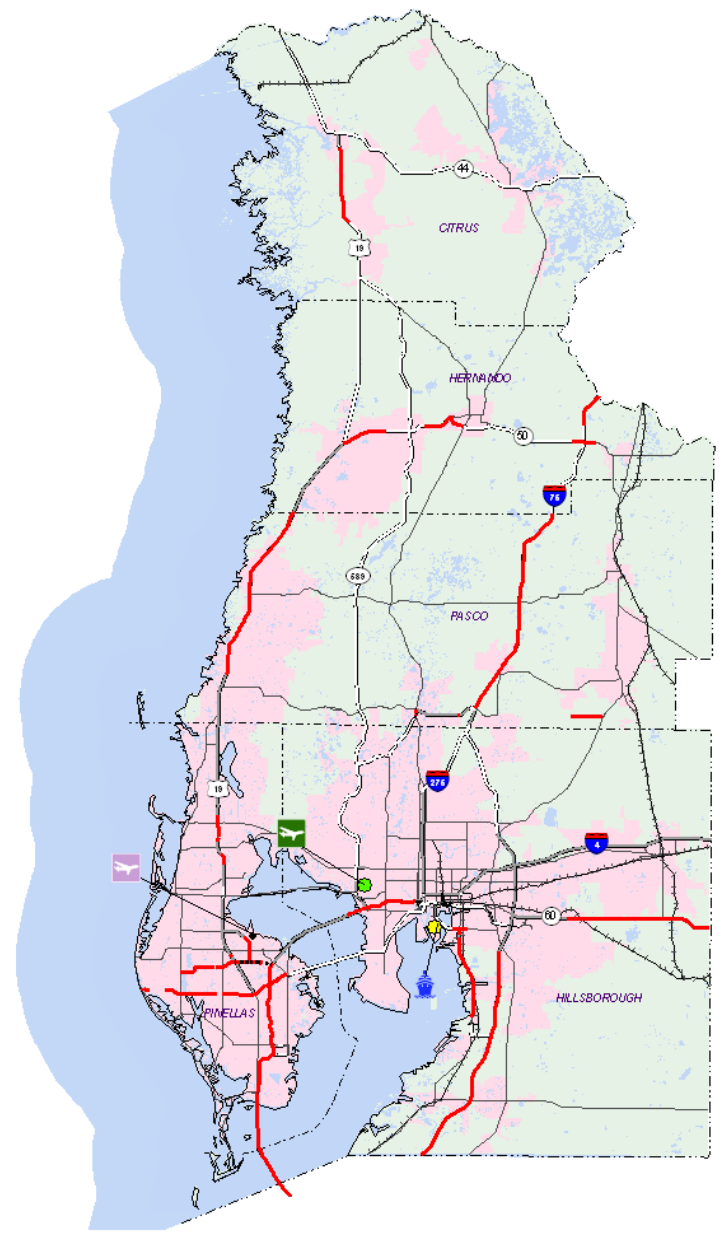 44
CITRUS
19
HERNANDO
50
75
589
PASCO
19
275
4
60
HILLSBOROUGH
PINELLAS